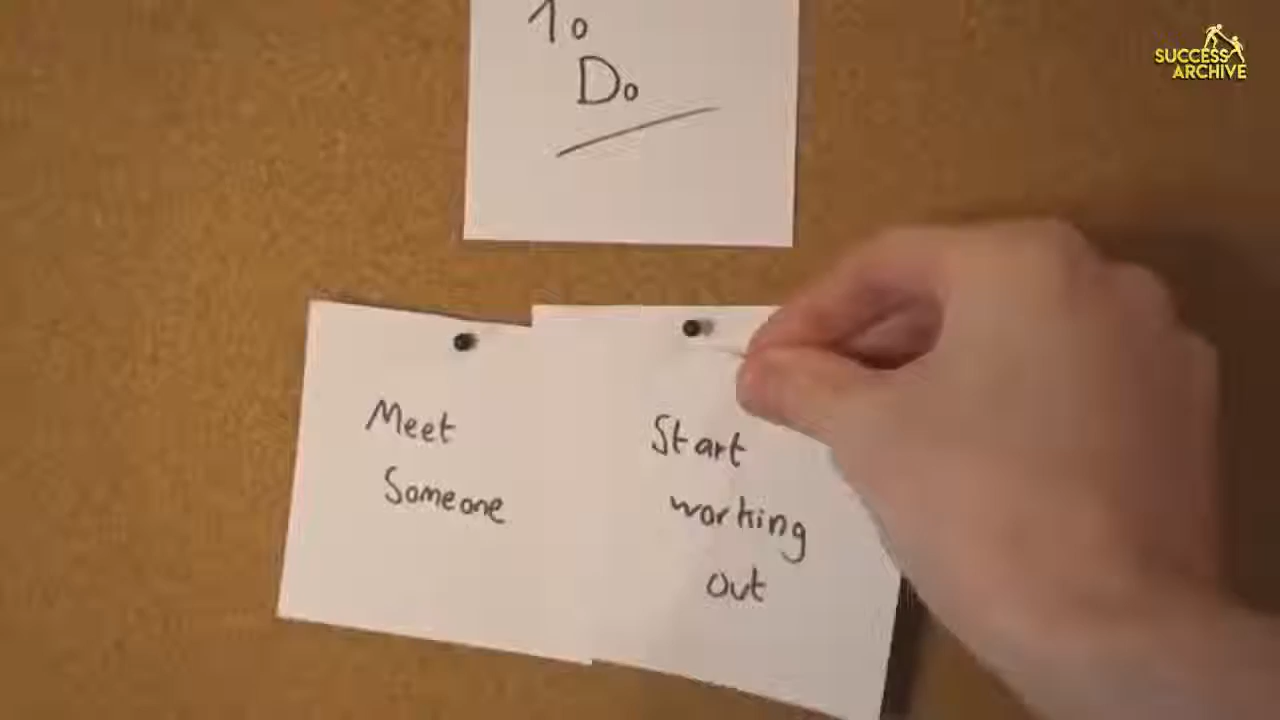 To
Do
Meet
Someone
Start
working
out
SUCCESS
ARCHIVE